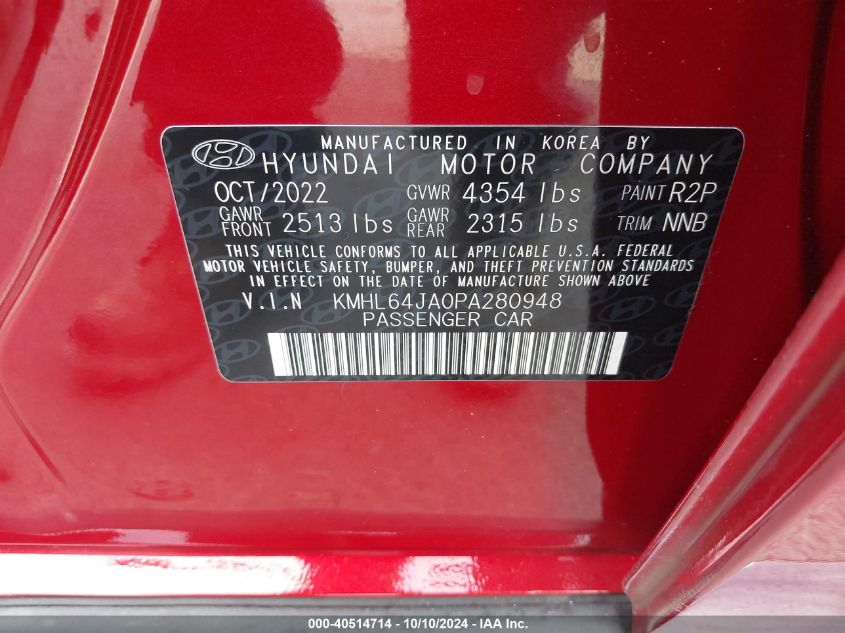 MANUFACTURED IN KOREA BY
HYUNDAI MOTOR COMPANY
OCT/2022 GVWR 4354 lbs PAINT R2P
GAWR FRONT 2513 lbs GAWR REAR 2315 lbs TRIM NNB
THIS VEHICLE CONFORMS TO ALL APPLICABLE U.S.A. FEDERAL
MOTOR VEHICLE SAFETY, BUMPER, AND THEFT PREVENTION STANDARDS
IN EFFECT ON THE DATE OF MANUFACTURE SHOWN ABOVE
V.I.N KMHL64JA0PA280948
PASSENGER CAR
000-40514714 - 10/10/2024 - IAAI.com